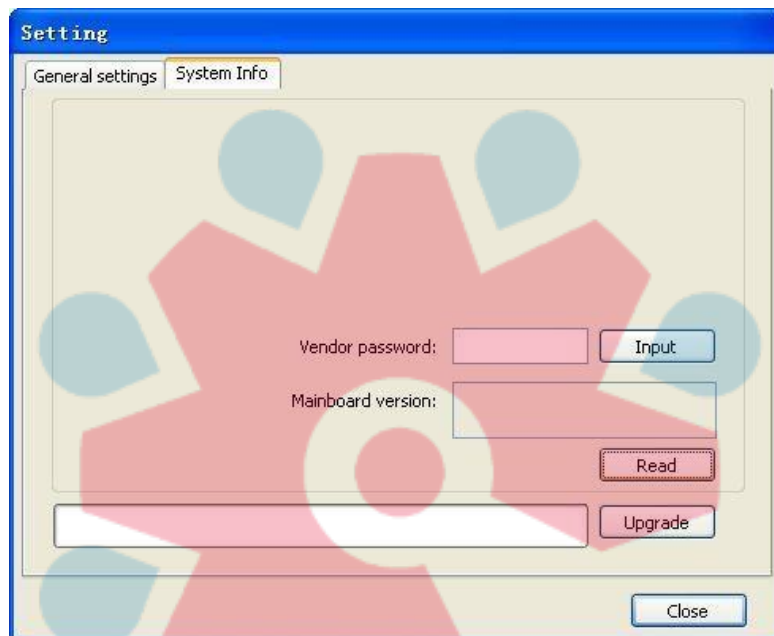 Setting
General settings System Info
Vendor password: Input
Mainboard version:
Read
Upgrade
Close